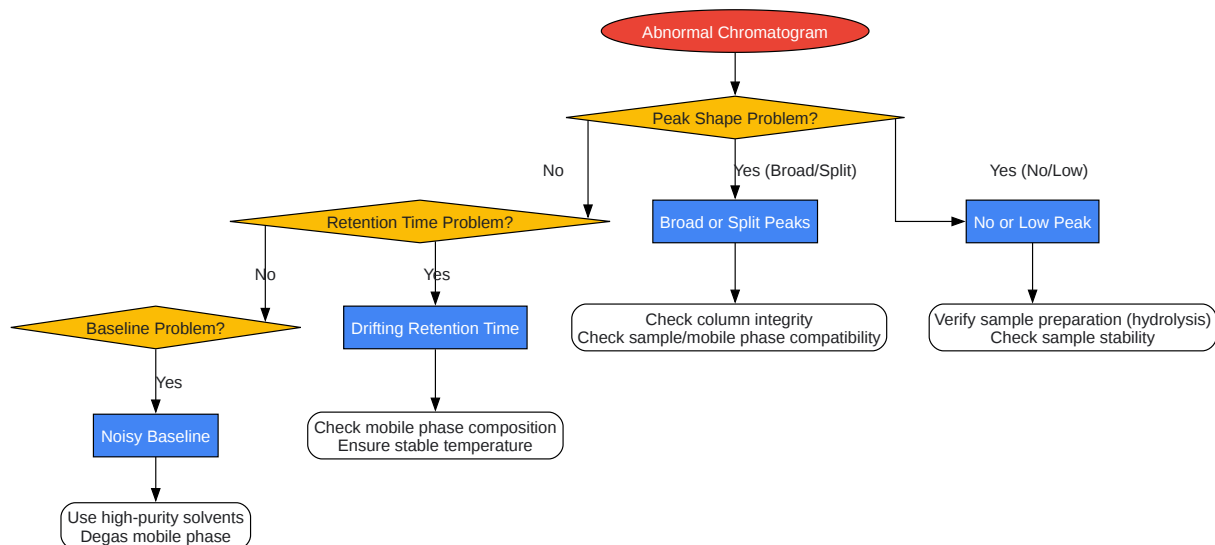 Abnormal Chromatogram
Peak Shape Problem?
No
Yes (Broad/Split)
Yes (No/Low)
Retention Time Problem?
Broad or Split Peaks
No or Low Peak
No
Yes
Baseline Problem?
Drifting Retention Time
Check column integrity
Check sample/mobile phase compatibility
Verify sample preparation (hydrolysis)
Check sample stability
Yes
Noisy Baseline
Check mobile phase composition
Ensure stable temperature
Use high-purity solvents
Degas mobile phase